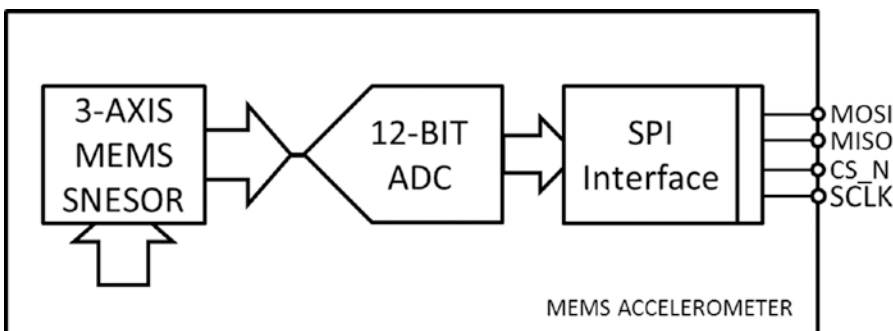 3-AXIS
MEMS
SNESOR
12-BIT
ADC
SPI
Interface
MOSI
MISO
CS_N
SCLK
MEMS ACCELEROMETER